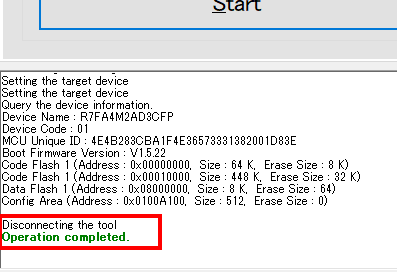 Start
Setting the target device
Setting the target device
Query the device information.
Device Name : R7FA4M2AD3CFP
Device Code : 01
MCU Unique ID : 4E4B283CBA1F4E36573331382001D83E
Boot Firmware Version : V1.5.22
Code Flash 1 (Address : 0x00000000, Size : 64 K, Erase Size : 8 K)
Code Flash 1 (Address : 0x00010000, Size : 448 K, Erase Size : 32 K)
Data Flash 1 (Address : 0x08000000, Size : 8 K, Erase Size : 64)
Config Area (Address : 0x0100A100, Size : 512, Erase Size : 0)
Disconnecting the tool
Operation completed.